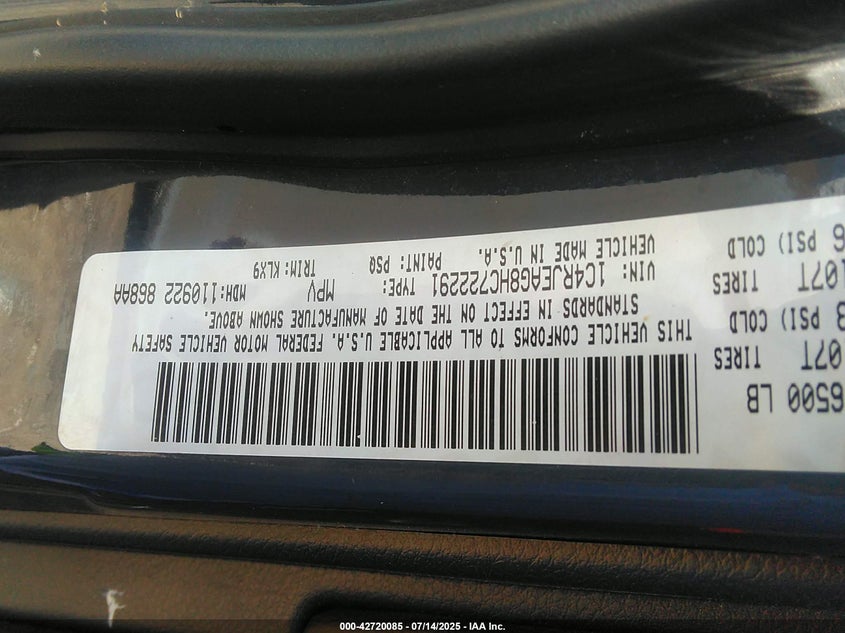 6500 LB
07T TIRES
3 PSI) COLD
107T TIRES
6 PSI) COLD
THIS VEHICLE CONFORMS TO ALL APPLICABLE U.S.A. FEDERAL MOTOR VEHICLE SAFETY
STANDARDS IN EFFECT ON THE DATE OF MANUFACTURE SHOWN ABOVE.
VIN: 1C4RJEAG8HC722291 TYPE: MPV MDH:110922 868AA
VEHICLE MADE IN U.S.A. PAINT: PSQ TRIM:KLX9
000-42720085 - 07/14/2025 - IAA Inc.